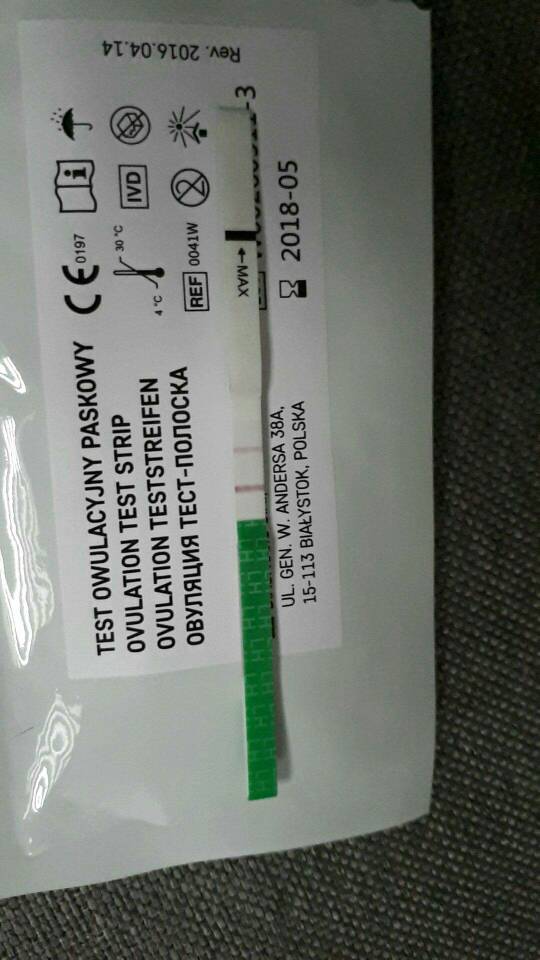 TEST OWULACYJNY PASKOWY
OVULATION TEST STRIP
OVULATION TESTSTREIFEN
ОВУЛЯЦИЯ ТЕСТ-ПОЛОСКА
CE 0197
4 °C 30 °C
REF 0041W
IVD
2
Rev. 2016.04.14
MAX
2018-05
UL. GEN. W. ANDERSA 38A,
15-113 BIAŁYSTOK, POLSKA